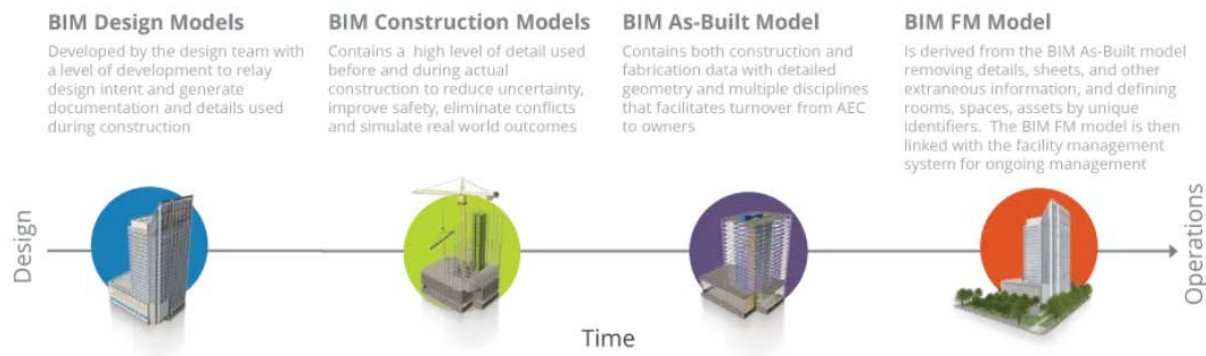 BIM Design Models
Developed by the design team with
a level of development to relay
design intent and generate
documentation and details used
during construction
BIM Construction Models
Contains a high level of detail used
before and during actual
construction to reduce uncertainty,
improve safety, eliminate conflicts
and simulate real world outcomes
BIM As-Built Model
Contains both construction and
fabrication data with detailed
geometry and multiple disciplines
that facilitates turnover from AEC
to owners
BIM FM Model
Is derived from the BIM As-Built model
removing details, sheets, and other
extraneous information, and defining
rooms, spaces, assets by unique
identifiers. The BIM FM model is then
linked with the facility management
system for ongoing management
Design
Operations
Time